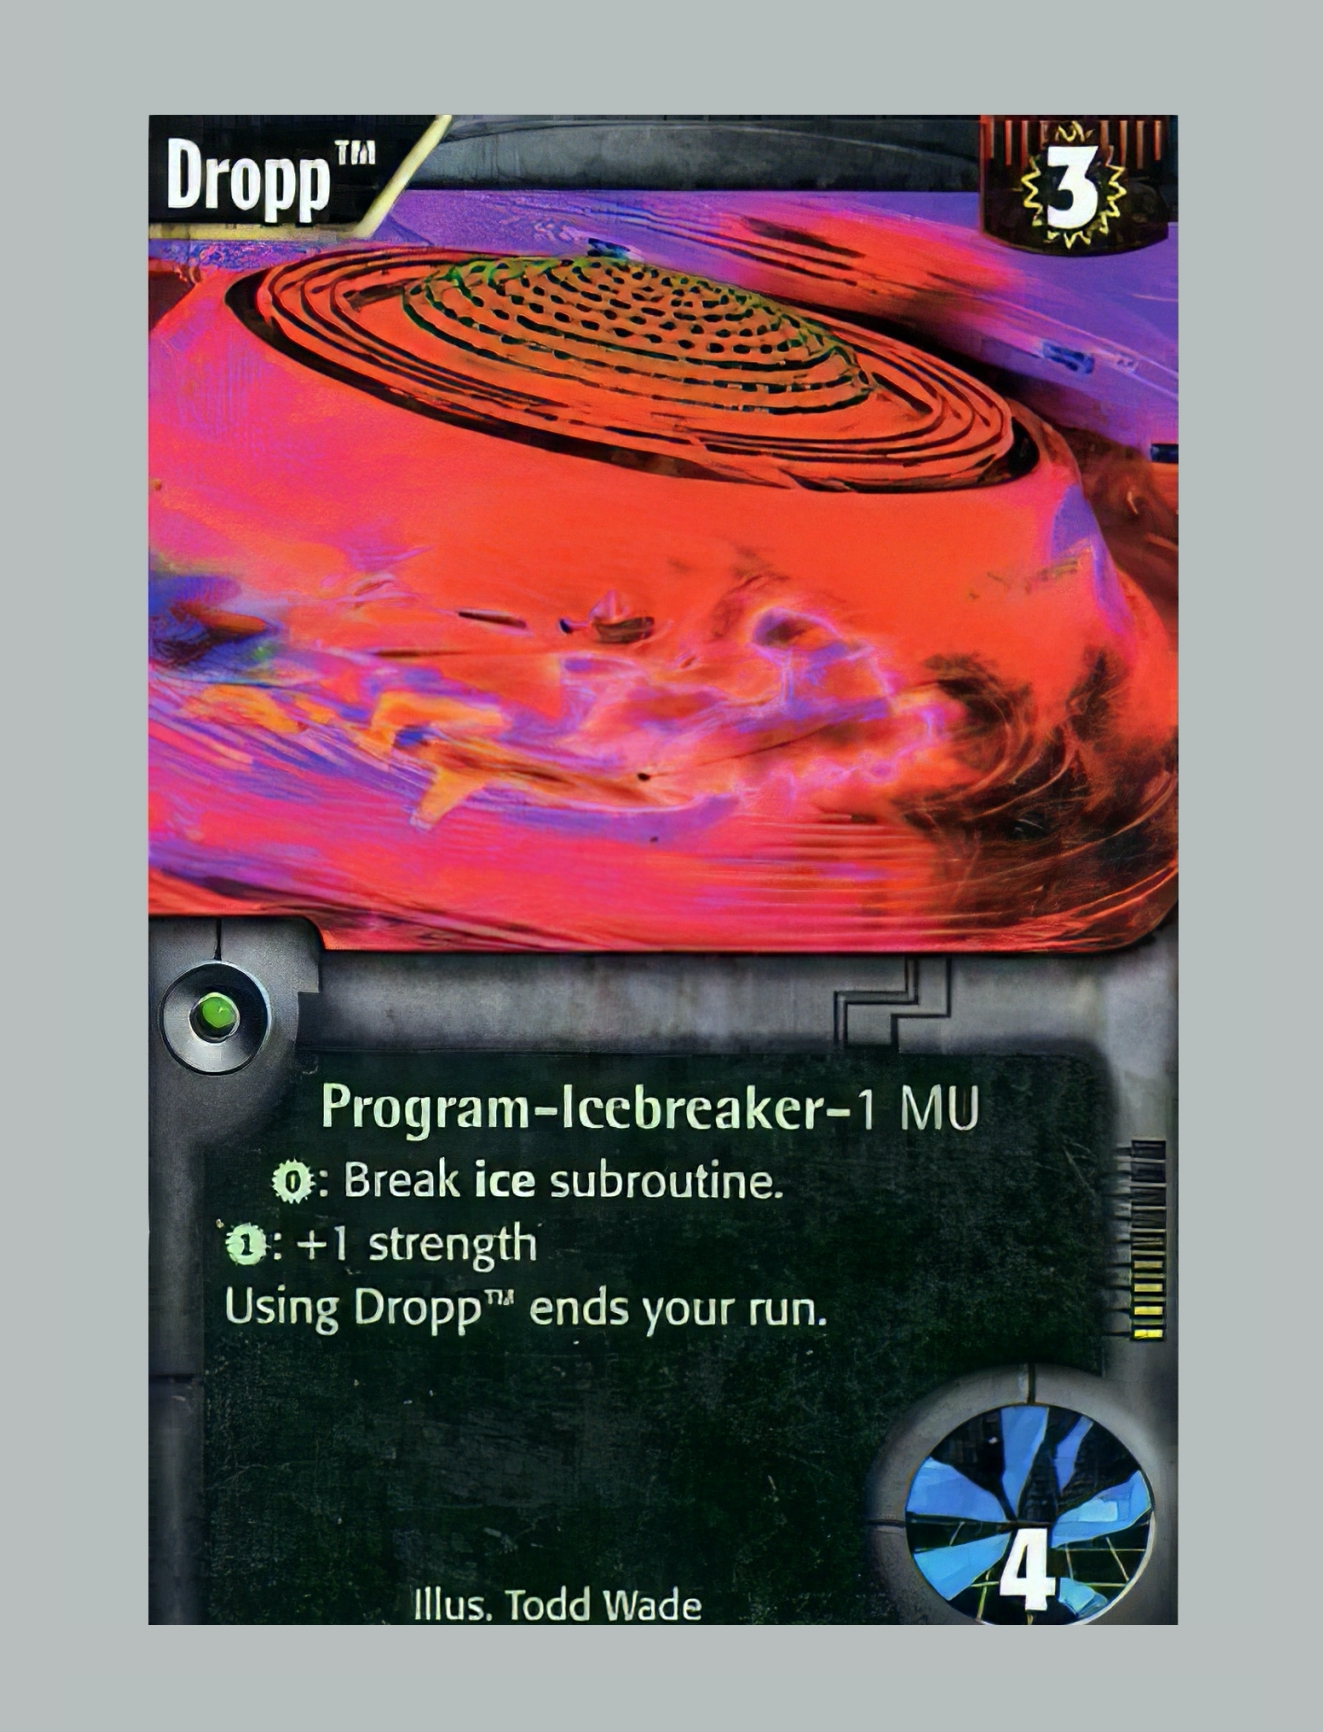 Dropp™
3
Program-Icebreaker-1 MU
0: Break ice subroutine.
1: +1 strength
Using Dropp™ ends your run.
4
Illus. Todd Wade